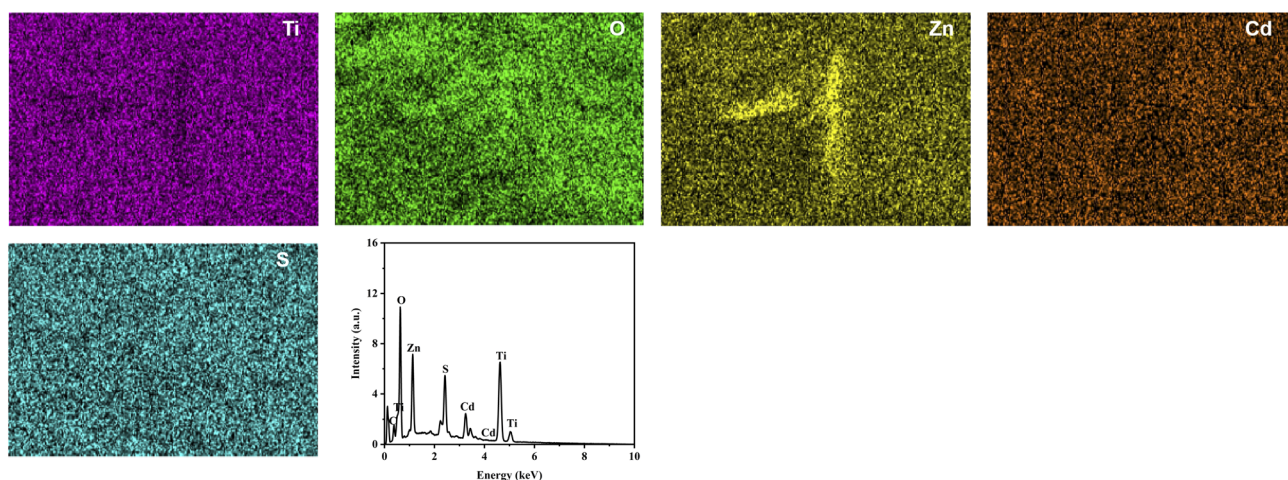 Ti
O
Zn
Cd
S
16
12
8
4
0
Intensity (a.u.)
O
Zn
Ti
C
S
Cd
Cd
Ti
Ti
0 2 4 6 8 10
Energy (keV)